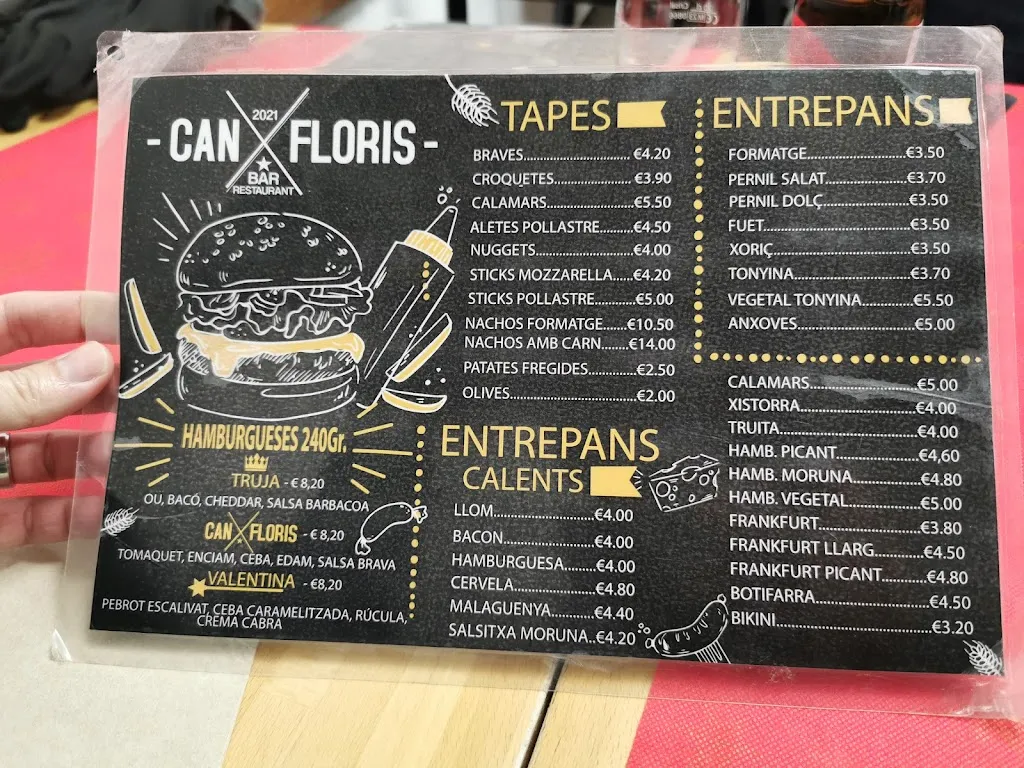 2021
- CAN FLORIS -
BAR
RESTAURANT
HAMBURGUESES 240Gr.
TRUJA - € 8,20
OU, BACÓ, CHEDDAR, SALSA BARBACOA
CAN FLORIS - € 8,20
TOMAQUET, ENCIAM, CEBA, EDAM, SALSA BRAVA
VALENTINA - €8,20
PEBROT ESCALIVAT, CEBA CARAMELITZADA, RÚCULA,
CREMA CABRA
TAPES
BRAVES...............................€4.20
CROQUETES.......................€3.90
CALAMARS.........................€5.50
ALETES POLLASTRE..........€4.50
NUGGETS...........................€4.00
STICKS MOZZARELLA.....€4.20
STICKS POLLASTRE..........€5.00
NACHOS FORMATGE......€10.50
NACHOS AMB CARN........€14.00
PATATES FREGIDES............€2.50
OLIVES.................................€2.00
ENTREPANS
CALENTS
LLOM..............................€4.00
BACON...........................€4.00
HAMBURGUESA..............€4.00
CERVELA.........................€4.80
MALAGUENYA.................€4.40
SALSITXA MORUNA..€4.20
ENTREPANS
FORMATGE............................€3.50
PERNIL SALAT.......................€3.70
PERNIL DOLÇ........................€3.50
FUET.....................................€3.50
XORIÇ...................................€3.50
TONYINA...............................€3.70
VEGETAL TONYINA...............€5.50
ANXOVES..............................€5.00
CALAMARS..............................€5.00
XISTORRA...............................€4.00
TRUITA...................................€4.00
HAMB. PICANT........................€4,60
HAMB. MORUNA.....................€4.80
HAMB. VEGETAL......................€5.00
FRANKFURT............................€3.80
FRANKFURT LLARG.................€4.50
FRANKFURT PICANT................€4.80
BOTIFARRA.............................€4.50
BIKINI....................................€3.20